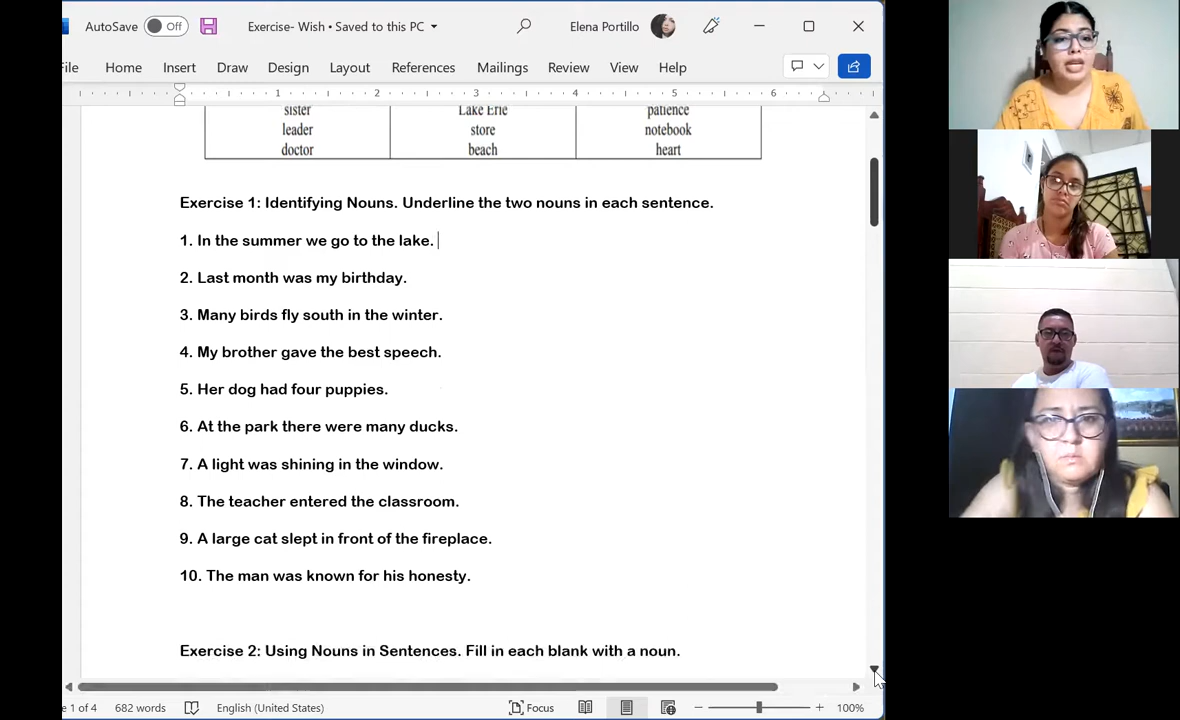 AutoSave Off Exercise- Wish • Saved to this PC Elena Portillo
File Home Insert Draw Design Layout References Mailings Review View Help
1 2 3 4 5 6
sister Lake Erie patience
leader store notebook
doctor beach heart
Exercise 1: Identifying Nouns. Underline the two nouns in each sentence.
1. In the summer we go to the lake.
2. Last month was my birthday.
3. Many birds fly south in the winter.
4. My brother gave the best speech.
5. Her dog had four puppies.
6. At the park there were many ducks.
7. A light was shining in the window.
8. The teacher entered the classroom.
9. A large cat slept in front of the fireplace.
10. The man was known for his honesty.
Exercise 2: Using Nouns in Sentences. Fill in each blank with a noun.
e 1 of 4 682 words English (United States) Focus 100%